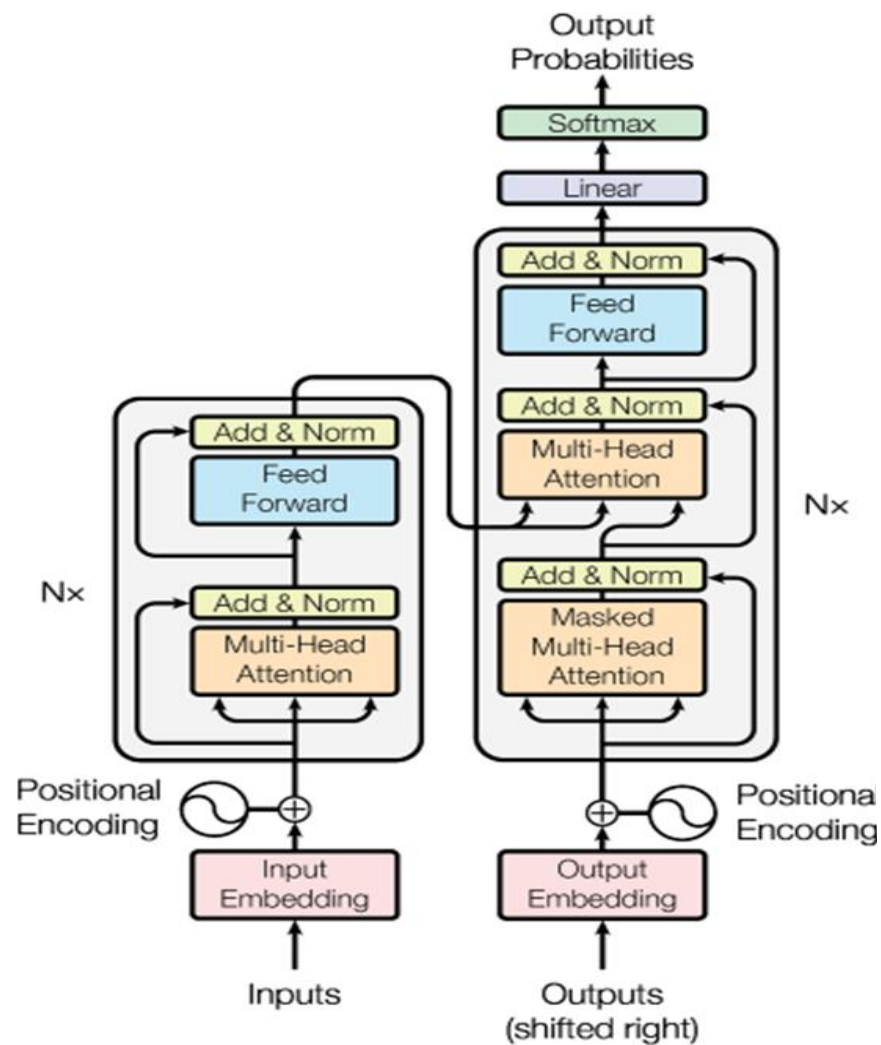 Output
Probabilities
Softmax
Linear
Add & Norm
Feed
Forward
Add & Norm
Multi-Head
Attention
Add & Norm
Masked
Multi-Head
Attention
Nx
Add & Norm
Feed
Forward
Add & Norm
Multi-Head
Attention
Nx
Positional
Encoding
Positional
Encoding
Input
Embedding
Output
Embedding
Inputs
Outputs
(shifted right)